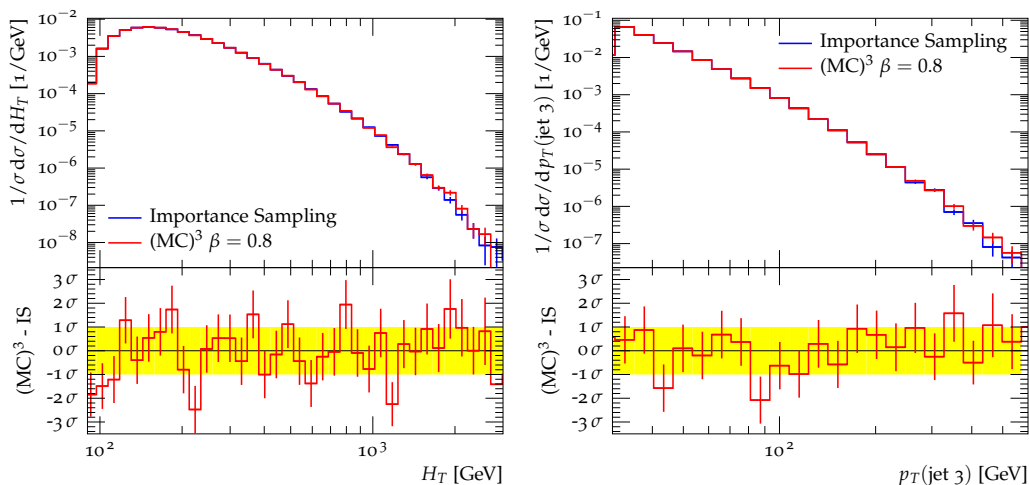 1/σ dσ/dH_T [1/GeV]
10^−2
10^−3
10^−4
10^−5
10^−6
10^−7
10^−8
Importance Sampling
(MC)^3 β = 0.8
(MC)^3 - IS
3σ
2σ
1σ
0σ
-1σ
-2σ
-3σ
10^2
10^3
H_T [GeV]
1/σ dσ/dp_T(jet 3) [1/GeV]
10^−1
10^−2
10^−3
10^−4
10^−5
10^−6
10^−7
Importance Sampling
(MC)^3 β = 0.8
(MC)^3 - IS
3σ
2σ
1σ
0σ
-1σ
-2σ
-3σ
10^2
p_T(jet 3) [GeV]